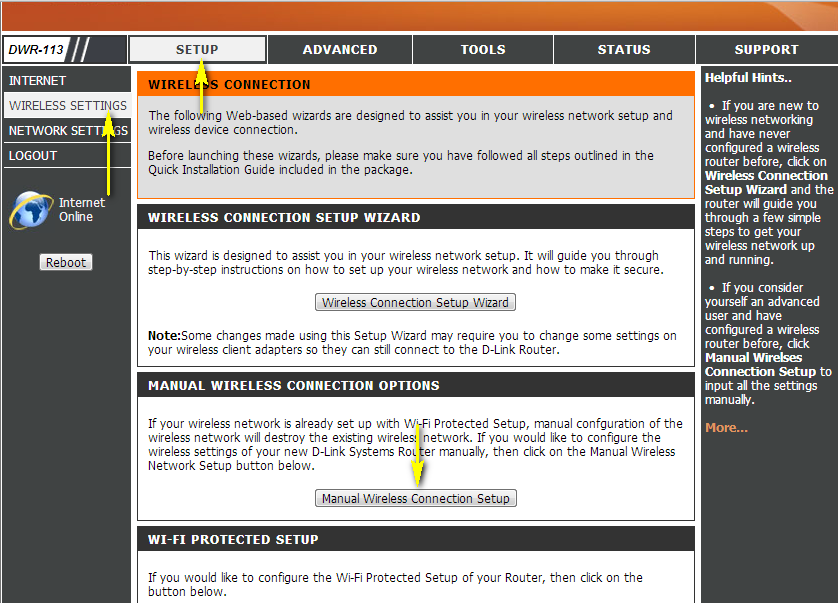 DWR-113
SETUP
ADVANCED
TOOLS
STATUS
SUPPORT
INTERNET
WIRELESS SETTINGS
NETWORK SETTINGS
LOGOUT
Internet
Online
Reboot
WIRELESS CONNECTION
The following Web-based wizards are designed to assist you in your wireless network setup and
wireless device connection.
Before launching these wizards, please make sure you have followed all steps outlined in the
Quick Installation Guide included in the package.
WIRELESS CONNECTION SETUP WIZARD
This wizard is designed to assist you in your wireless network setup. It will guide you through
step-by-step instructions on how to set up your wireless network and how to make it secure.
Wireless Connection Setup Wizard
Note:Some changes made using this Setup Wizard may require you to change some settings on
your wireless client adapters so they can still connect to the D-Link Router.
MANUAL WIRELESS CONNECTION OPTIONS
If your wireless network is already set up with Wi-Fi Protected Setup, manual confguration of the
wireless network will destroy the existing wireless network. If you would like to configure the
wireless settings of your new D-Link Systems Router manually, then click on the Manual Wireless
Network Setup button below.
Manual Wireless Connection Setup
WI-FI PROTECTED SETUP
If you would like to configure the Wi-Fi Protected Setup of your Router, then click on the
button below.
Helpful Hints..
• If you are new to
wireless networking
and have never
configured a wireless
router before, click on
Wireless Connection
Setup Wizard and the
router will guide you
through a few simple
steps to get your
wireless network up
and running.
• If you consider
yourself an advanced
user and have
configured a wireless
router before, click
Manual Wirelses
Connection Setup to
input all the settings
manually.
More...